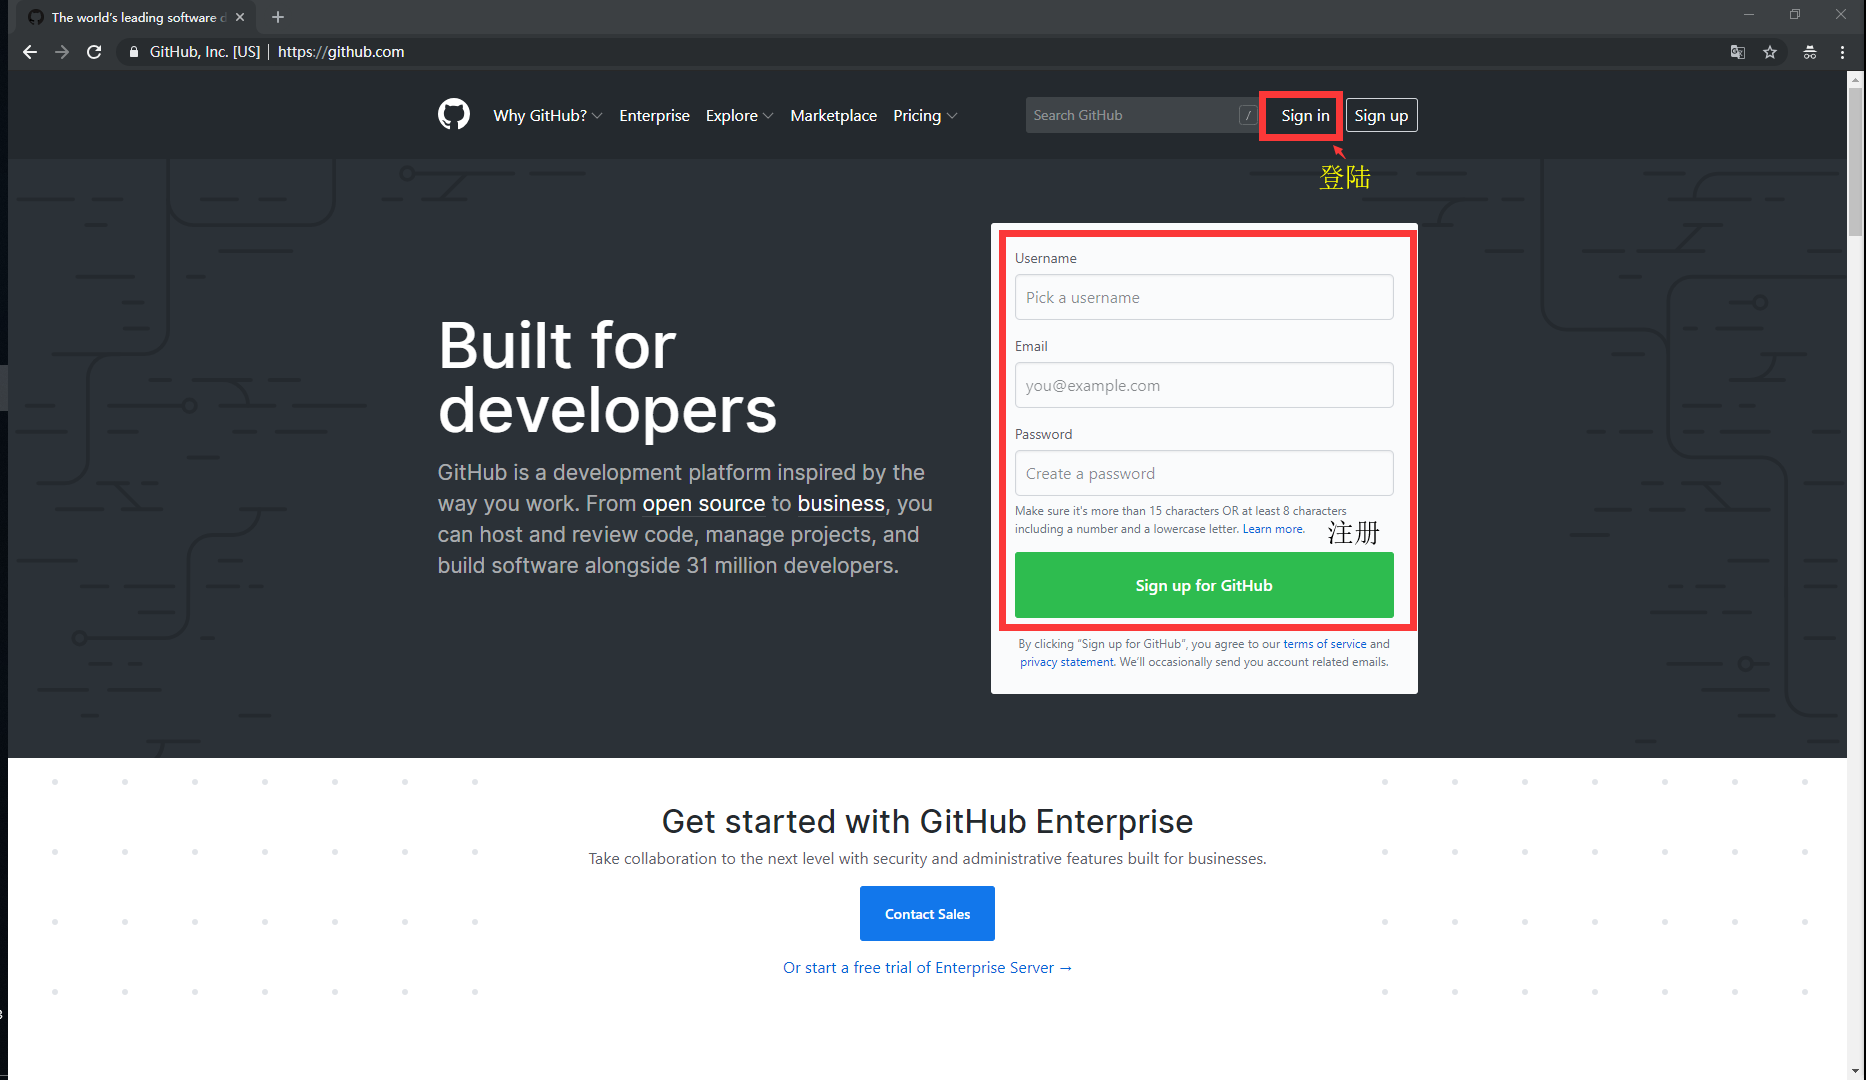 The world's leading software d
GitHub, Inc. [US] | https://github.com
Why GitHub? Enterprise Explore Marketplace Pricing Search GitHub / Sign in Sign up
登陆
Username
Pick a username
Email
you@example.com
Password
Create a password
Make sure it's more than 15 characters OR at least 8 characters
including a number and a lowercase letter. Learn more.
注册
Sign up for GitHub
By clicking “Sign up for GitHub”, you agree to our terms of service and
privacy statement. We’ll occasionally send you account related emails.
Built for
developers
GitHub is a development platform inspired by the
way you work. From open source to business, you
can host and review code, manage projects, and
build software alongside 31 million developers.
Get started with GitHub Enterprise
Take collaboration to the next level with security and administrative features built for businesses.
Contact Sales
Or start a free trial of Enterprise Server →